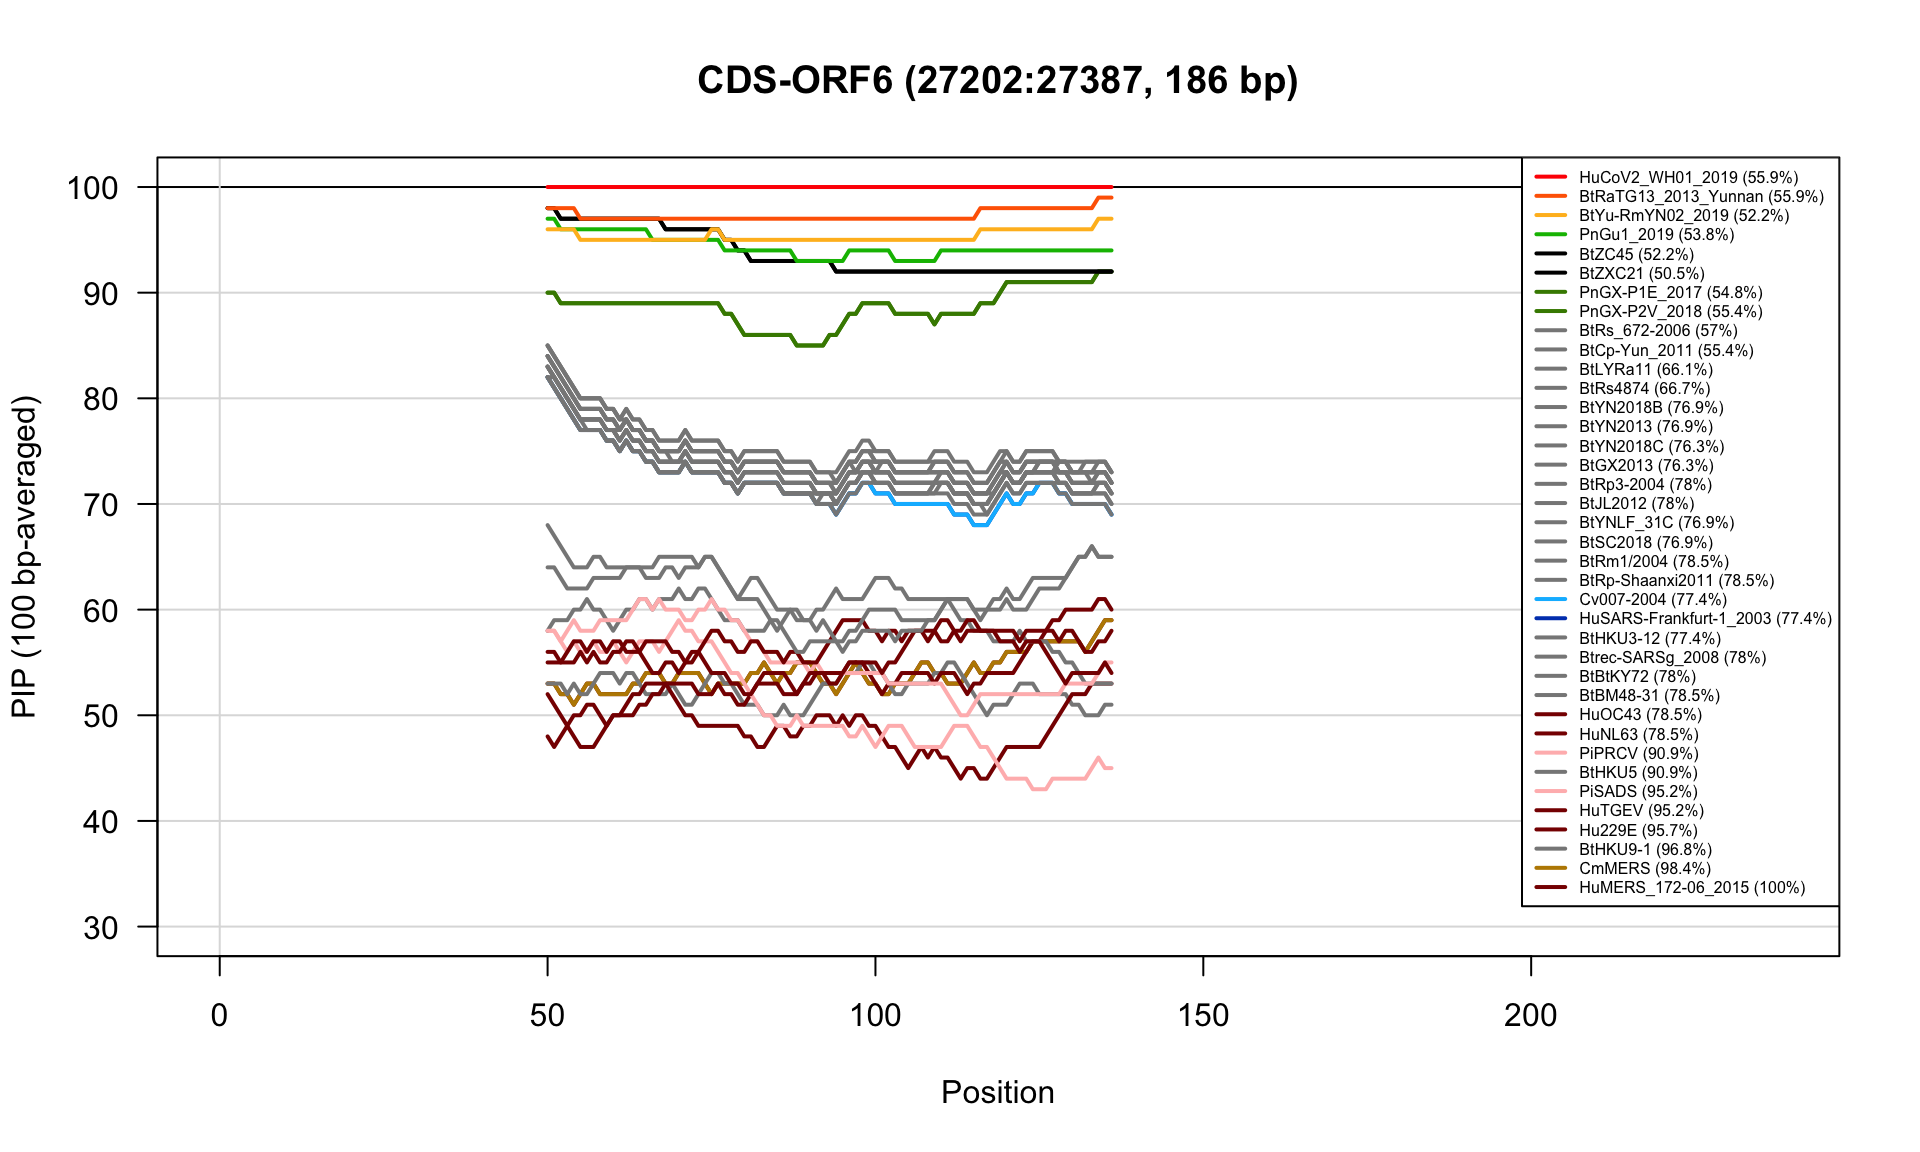 CDS-ORF6 (27202:27387, 186 bp)
PIP (100 bp-averaged)
100
90
80
70
60
50
40
30
0
50
100
150
200
Position
HuCoV2_WH01_2019 (55.9%)
BtRaTG13_2013_Yunnan (55.9%)
BtYu-RmYN02_2019 (52.2%)
PnGu1_2019 (53.8%)
BtZC45 (52.2%)
BtZXC21 (50.5%)
PnGX-P1E_2017 (54.8%)
PnGX-P2V_2018 (55.4%)
BtRs_672-2006 (57%)
BtCp-Yun_2011 (55.4%)
BtLYRa11 (66.1%)
BtRs4874 (66.7%)
BtYN2018B (76.9%)
BtYN2013 (76.9%)
BtYN2018C (76.3%)
BtGX2013 (76.3%)
BtRp3-2004 (78%)
BtJL2012 (78%)
BtYNLF_31C (76.9%)
BtSC2018 (76.9%)
BtRm1/2004 (78.5%)
BtRp-Shaanxi2011 (78.5%)
Cv007-2004 (77.4%)
HuSARS-Frankfurt-1_2003 (77.4%)
BtHKU3-12 (77.4%)
Btrec-SARSg_2008 (78%)
BtBtKY72 (78%)
BtBM48-31 (78.5%)
HuOC43 (78.5%)
HuNL63 (78.5%)
PiPRCV (90.9%)
BtHKU5 (90.9%)
PiSADS (95.2%)
HuTGEV (95.2%)
Hu229E (95.7%)
BtHKU9-1 (96.8%)
CmMERS (98.4%)
HuMERS_172-06_2015 (100%)